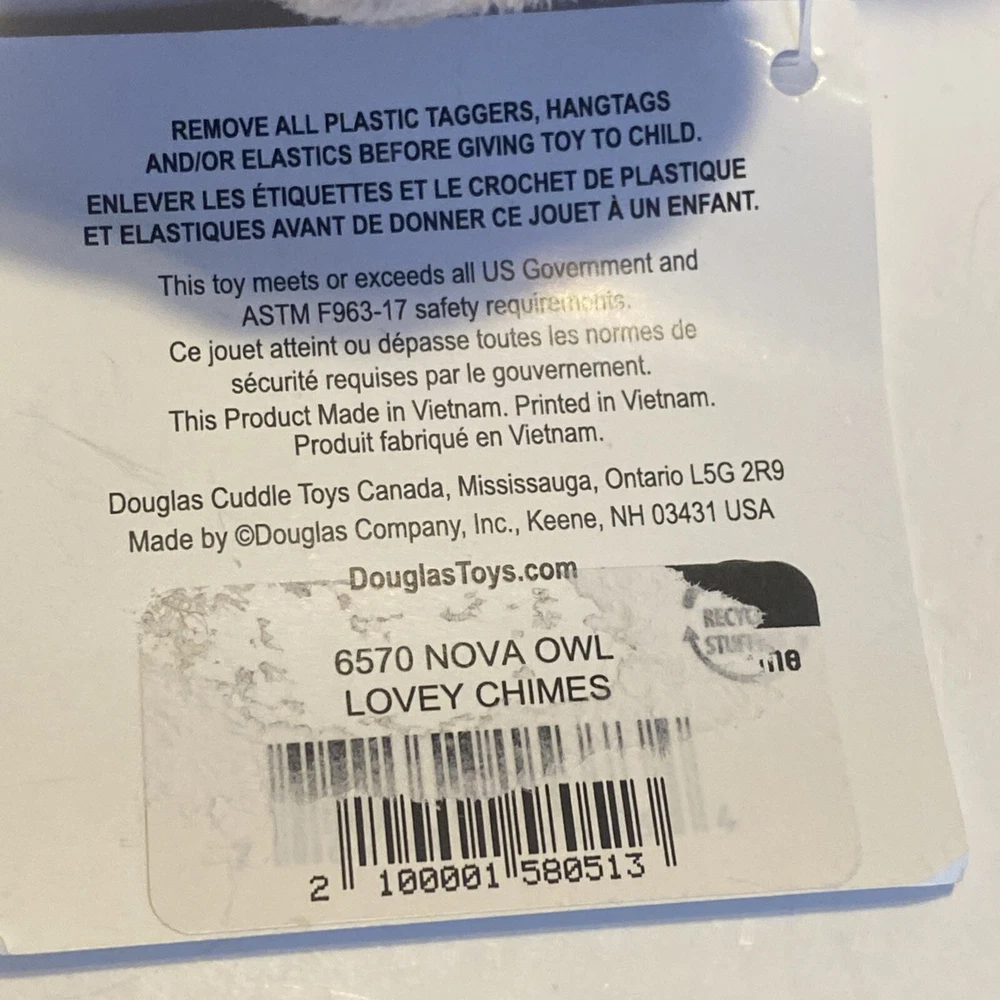 REMOVE ALL PLASTIC TAGGERS, HANGTAGS
AND/OR ELASTICS BEFORE GIVING TOY TO CHILD.
ENLEVER LES ÉTIQUETTES ET LE CROCHET DE PLASTIQUE
ET ELASTIQUES AVANT DE DONNER CE JOUET À UN ENFANT.
This toy meets or exceeds all US Government and
ASTM F963-17 safety requirements.
Ce jouet atteint ou dépasse toutes les normes de
sécurité requises par le gouvernement.
This Product Made in Vietnam. Printed in Vietnam.
Produit fabriqué en Vietnam.
Douglas Cuddle Toys Canada, Mississauga, Ontario L5G 2R9
Made by ©Douglas Company, Inc., Keene, NH 03431 USA
DouglasToys.com
6570 NOVA OWL
LOVEY CHIMES
2 100001 580513